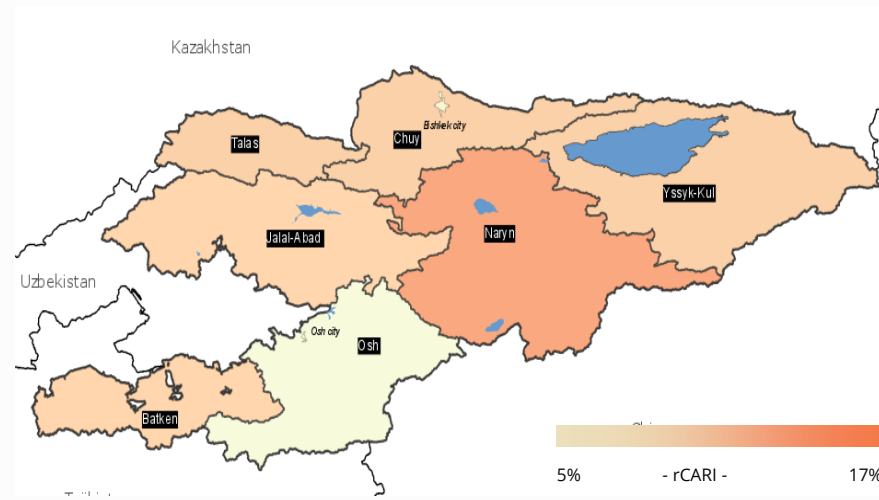 Kazakhstan
Bishkek city
Chuy
Talas
Yssyk-Kul
Naryn
Jalal-Abad
Uzbekistan
Osh city
Osh
Batken
5%
- rCARI -
17%